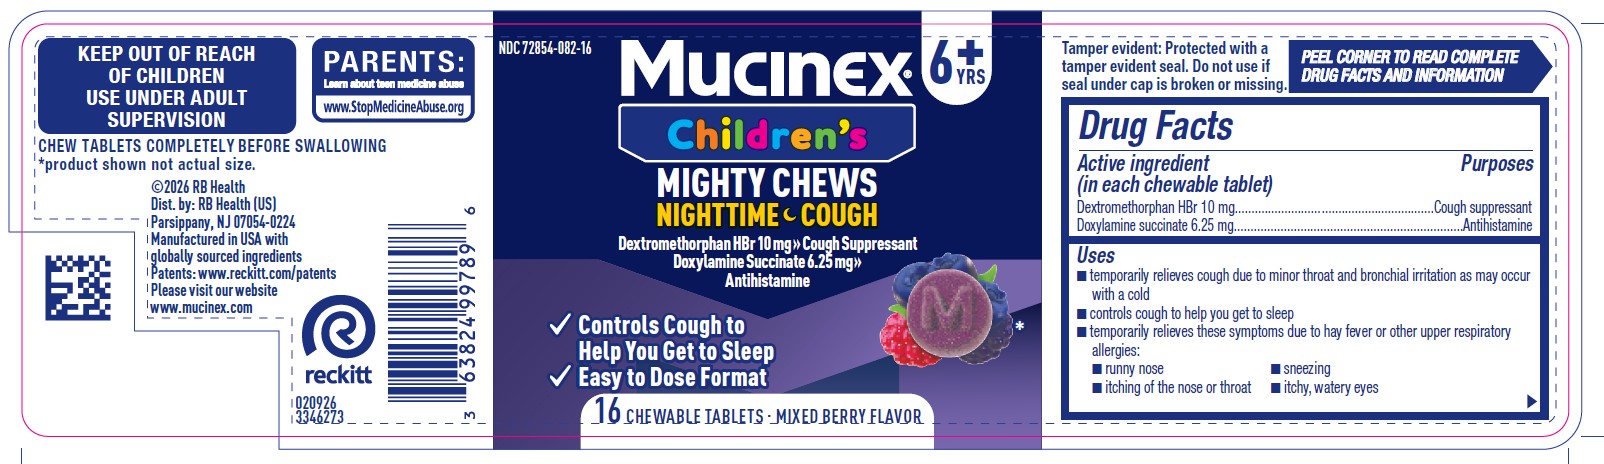 KEEP OUT OF REACH
OF CHILDREN
USE UNDER ADULT
SUPERVISION
PARENTS:
Learn about teen medicine abuse
www.StopMedicineAbuse.org
CHEW TABLETS COMPLETELY BEFORE SWALLOWING
*product shown not actual size.
©2026 RB Health
Dist. by: RB Health (US)
Parsippany, NJ 07054-0224
Manufactured in USA with
globally sourced ingredients
Patents: www.reckitt.com/patents
Please visit our website
www.mucinex.com
reckitt
020926
3346273
3 63824 99789 6
NDC 72854-082-16
Mucinex®
6+
YRS
Children's
MIGHTY CHEWS
NIGHTTIME COUGH
Dextromethorphan HBr 10 mg» Cough Suppressant
Doxylamine Succinate 6.25 mg»
Antihistamine
✓ Controls Cough to
Help You Get to Sleep
✓ Easy to Dose Format
M
*
16 CHEWABLE TABLETS · MIXED BERRY FLAVOR
Tamper evident: Protected with a
tamper evident seal. Do not use if
seal under cap is broken or missing.
PEEL CORNER TO READ COMPLETE
DRUG FACTS AND INFORMATION
Drug Facts
Active ingredient Purposes
(in each chewable tablet)
Dextromethorphan HBr 10 mg.....Cough suppressant
Doxylamine succinate 6.25 mg.....Antihistamine
Uses
■ temporarily relieves cough due to minor throat and bronchial irritation as may occur
with a cold
■ controls cough to help you get to sleep
■ temporarily relieves these symptoms due to hay fever or other upper respiratory
allergies:
■ runny nose ■ sneezing
■ itching of the nose or throat ■ itchy, watery eyes